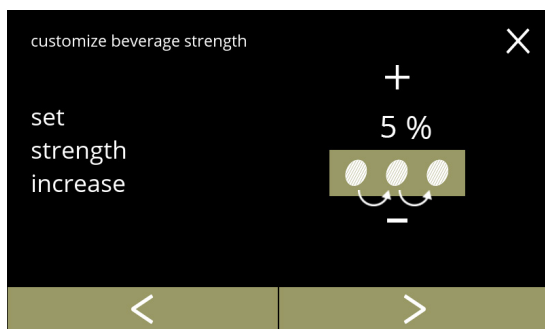 customize beverage strength
+
5 %
set
strength
increase
−
< >